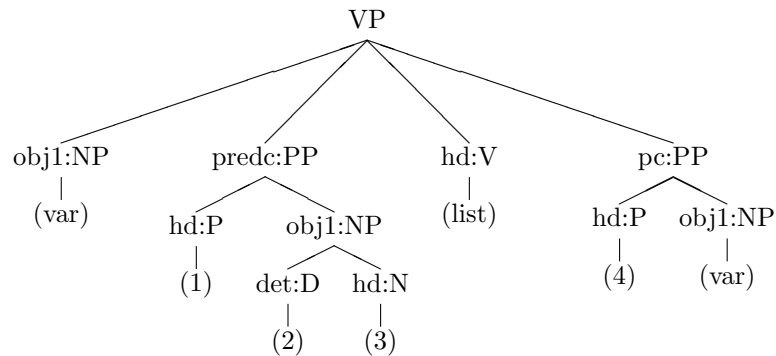 VP
obj1:NP predc:PP hd:V pc:PP
(var) hd:P obj1:NP (list) hd:P obj1:NP
(1) det:D hd:N (4) (var)
(2) (3)